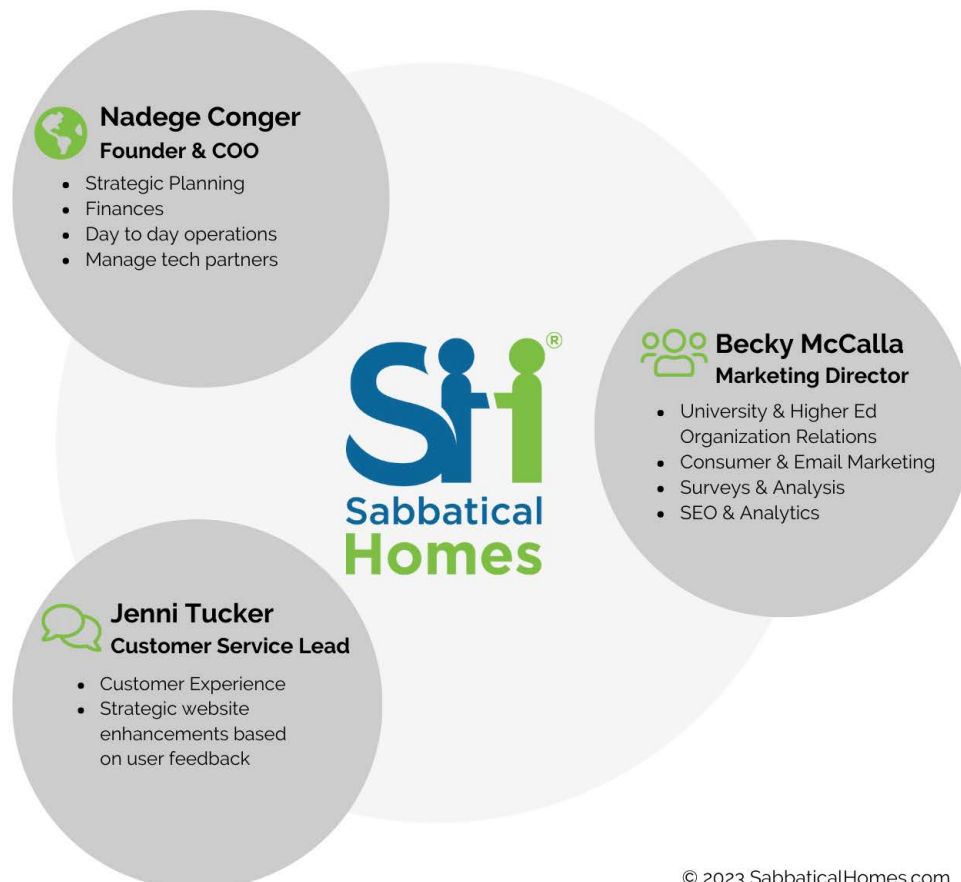 Nadege Conger
Founder & COO
• Strategic Planning
• Finances
• Day to day operations
• Manage tech partners
Becky McCalla
Marketing Director
• University & Higher Ed
Organization Relations
• Consumer & Email Marketing
• Surveys & Analysis
• SEO & Analytics
SH®
Sabbatical
Homes
Jenni Tucker
Customer Service Lead
• Customer Experience
• Strategic website
enhancements based
on user feedback
© 2023 SabbaticalHomes.com